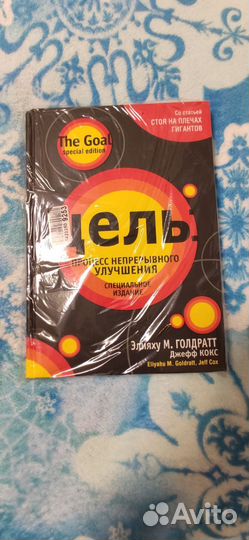 Со статьей
СТОЯ НА ПЛЕЧАХ
ГИГАНТОВ
The Goal
special edition
ЦЕЛЬ.
ПРОЦЕСС НЕПРЕРЫВНОГО
УЛУЧШЕНИЯ
СПЕЦИАЛЬНОЕ
ИЗДАНИЕ
Элияху М. ГОЛДРАТТ
Джефф КОКС
Eliyahu M. Goldratt, Jeff Cox
Avito